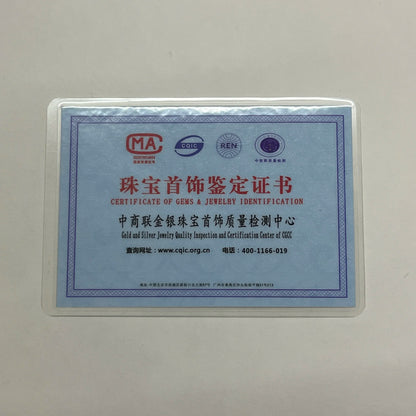 MA
CQIC
REN
珠宝首饰鉴定证书
CERTIFICATE OF GEMS & JEWELRY IDENTIFICATION
中商联金银珠宝首饰质量检测中心
Gold and Silver Jewelry Quality Inspection and Certification Center of CGCC
查询网址：www.cqic.org.cn 电话：400-1166-019